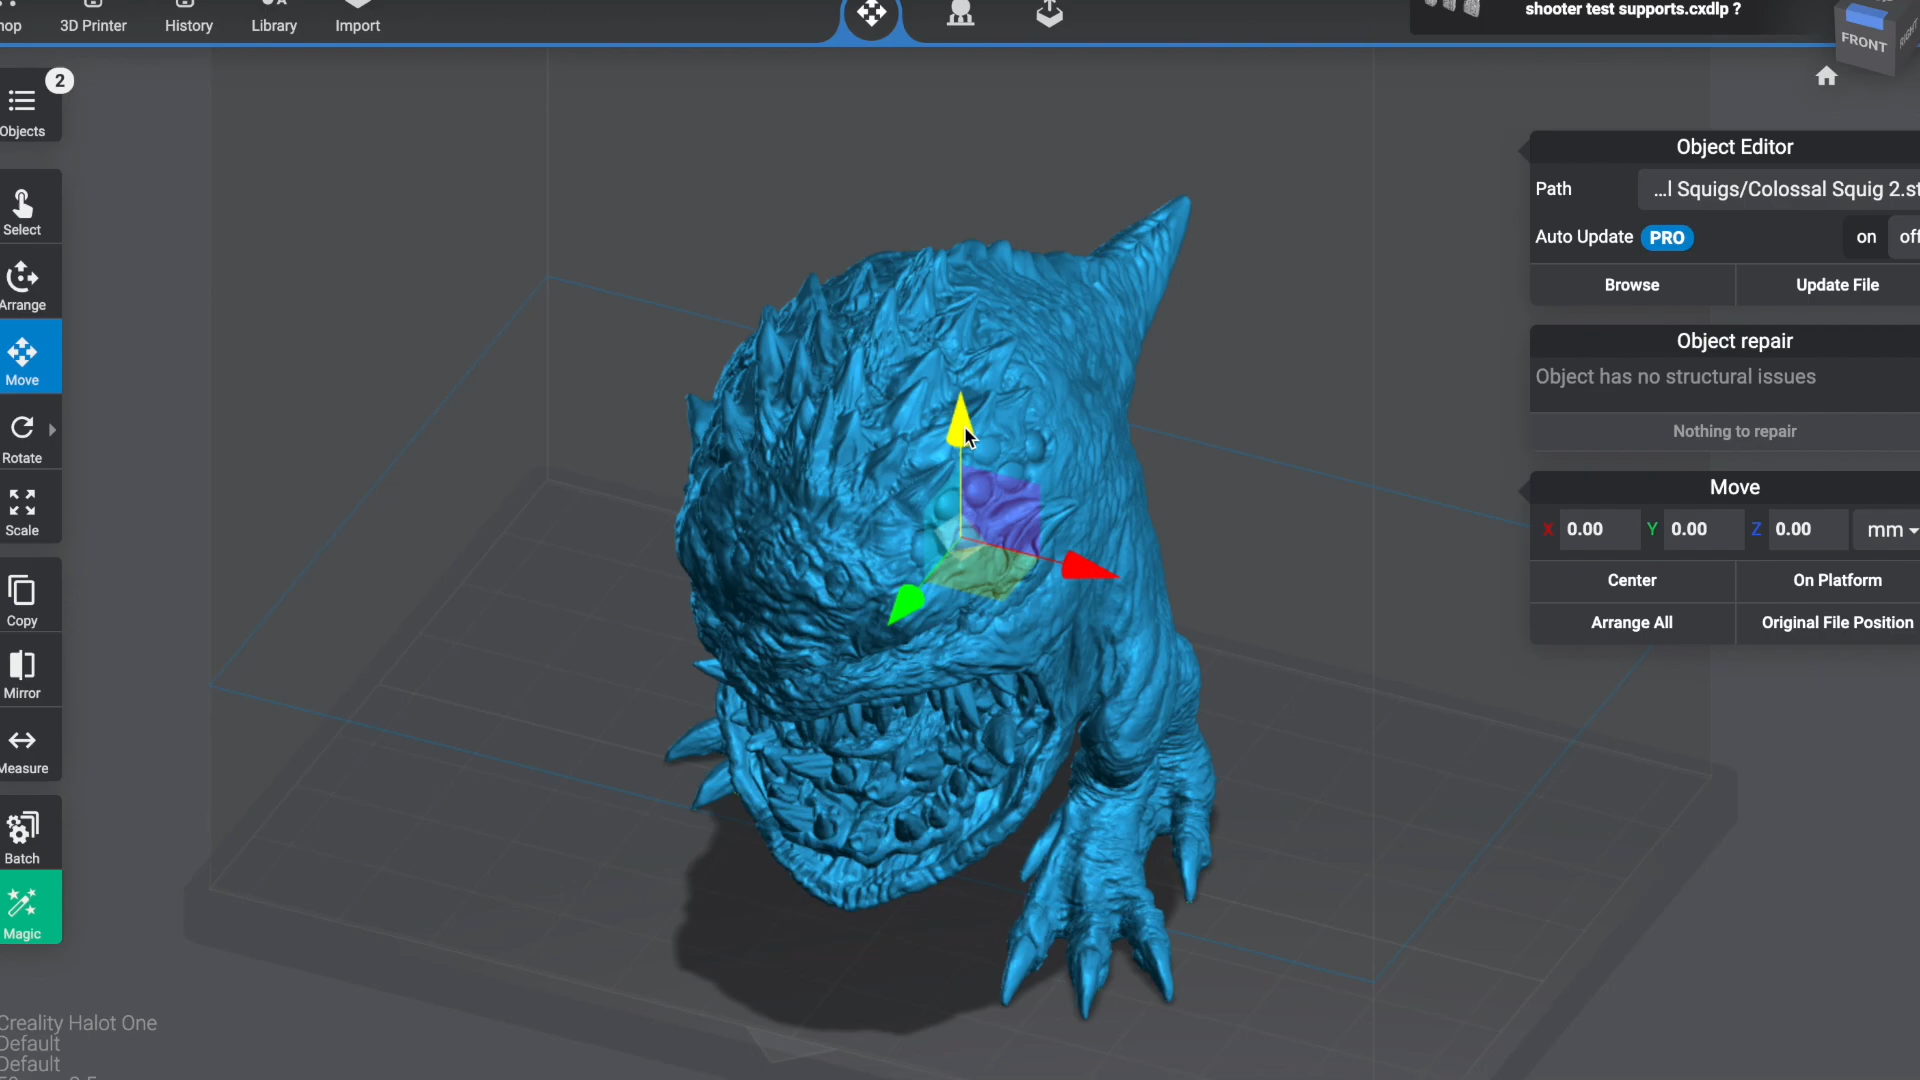 3D Printer
History
Library
Import
shooter test supports.cxdlp ?
FRONT
RIGHT
2
Objects
Select
Arrange
Move
Rotate
Scale
Copy
Mirror
Measure
Batch
Magic
Object Editor
Path
...l Squigs/Colossal Squig 2.st
Auto Update PRO
on off
Browse
Update File
Object repair
Object has no structural issues
Nothing to repair
Move
X 0.00 Y 0.00 Z 0.00 mm
Center
On Platform
Arrange All
Original File Position
Creality Halot One
Default
Default